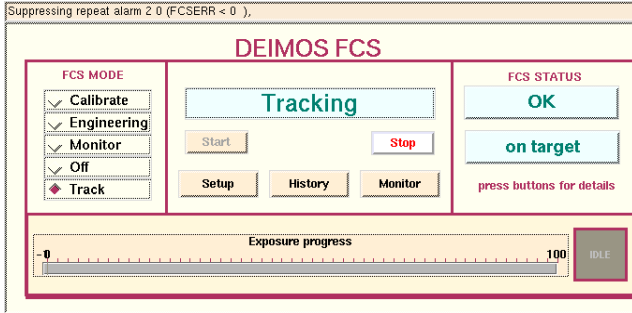 Suppressing repeat alarm 2 0 (FCSERR < 0 ),
DEIMOS FCS
FCS MODE
Calibrate
Engineering
Monitor
Off
Track
Tracking
Start
Stop
Setup
History
Monitor
FCS STATUS
OK
on target
press buttons for details
Exposure progress
100
IDLE